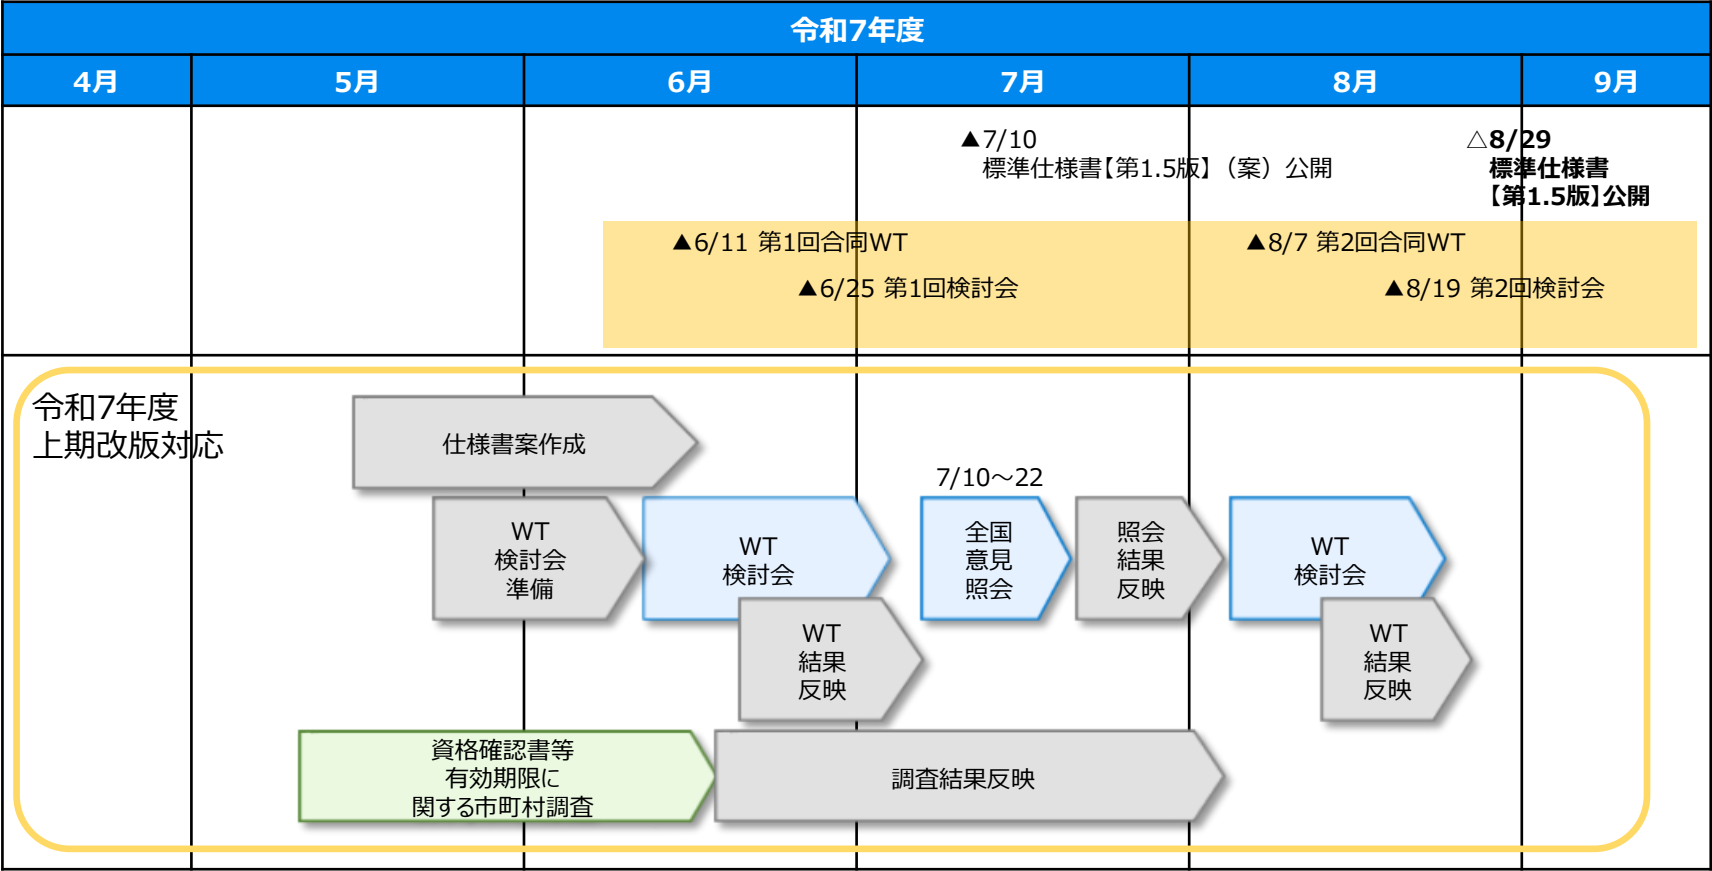 令和7年度
4月
5月
6月
7月
8月
9月
▲7/10
標準仕様書【第1.5版】（案）公開
△8/29
標準仕様書
【第1.5版】公開
▲6/11 第1回合同WT
▲8/7 第2回合同WT
▲6/25 第1回検討会
▲8/19 第2回検討会
令和7年度
上期改版対応
仕様書案作成
7/10～22
WT
検討会
準備
WT
検討会
全国
意見
照会
照会
結果
反映
WT
検討会
WT
結果
反映
WT
結果
反映
資格確認書等
有効期限に
関する市町村調査
調査結果反映